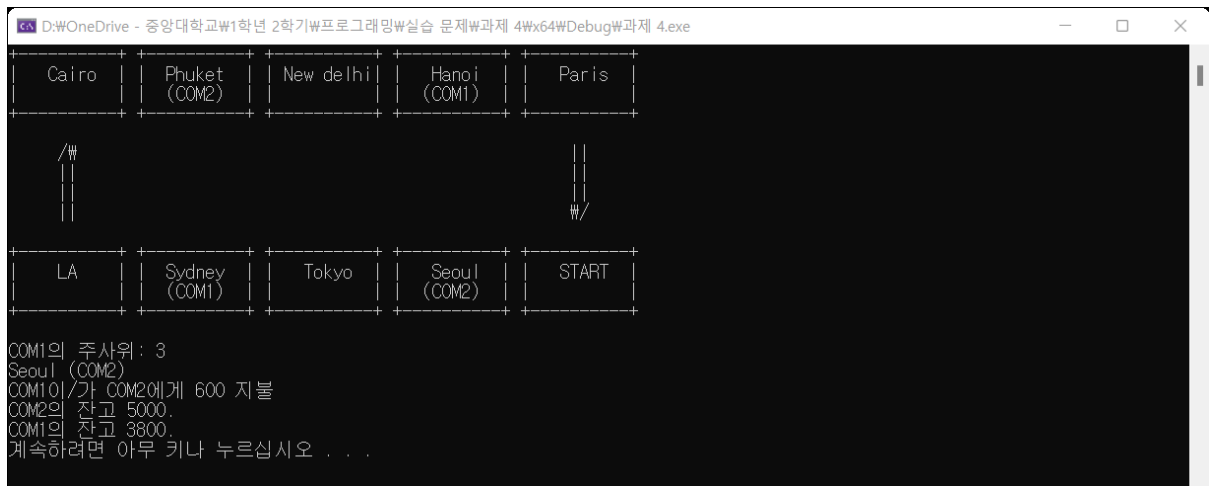 D:₩OneDrive - 중앙대학교₩1학년 2학기₩프로그래밍₩실습 문제₩과제 4₩x64₩Debug₩과제 4.exe
+----------+ +----------+ +----------+ +----------+ +----------+
|   Cairo  | |  Phuket  | | New delhi| |   Hanoi  | |   Paris  |
|          | |  (COM2)  | |          | |  (COM1)  | |          |
+----------+ +----------+ +----------+ +----------+ +----------+
/₩ ||
|| ||
|| ||
|| ₩/
+----------+ +----------+ +----------+ +----------+ +----------+
|    LA    | |  Sydney  | |   Tokyo  | |   Seoul  | |   START  |
|          | |  (COM1)  | |          | |  (COM2)  | |          |
+----------+ +----------+ +----------+ +----------+ +----------+
COM1의 주사위: 3
Seoul (COM2)
COM1이/가 COM2에게 600 지불
COM2의 잔고 5000.
COM1의 잔고 3800.
계속하려면 아무 키나 누르십시오 . . .